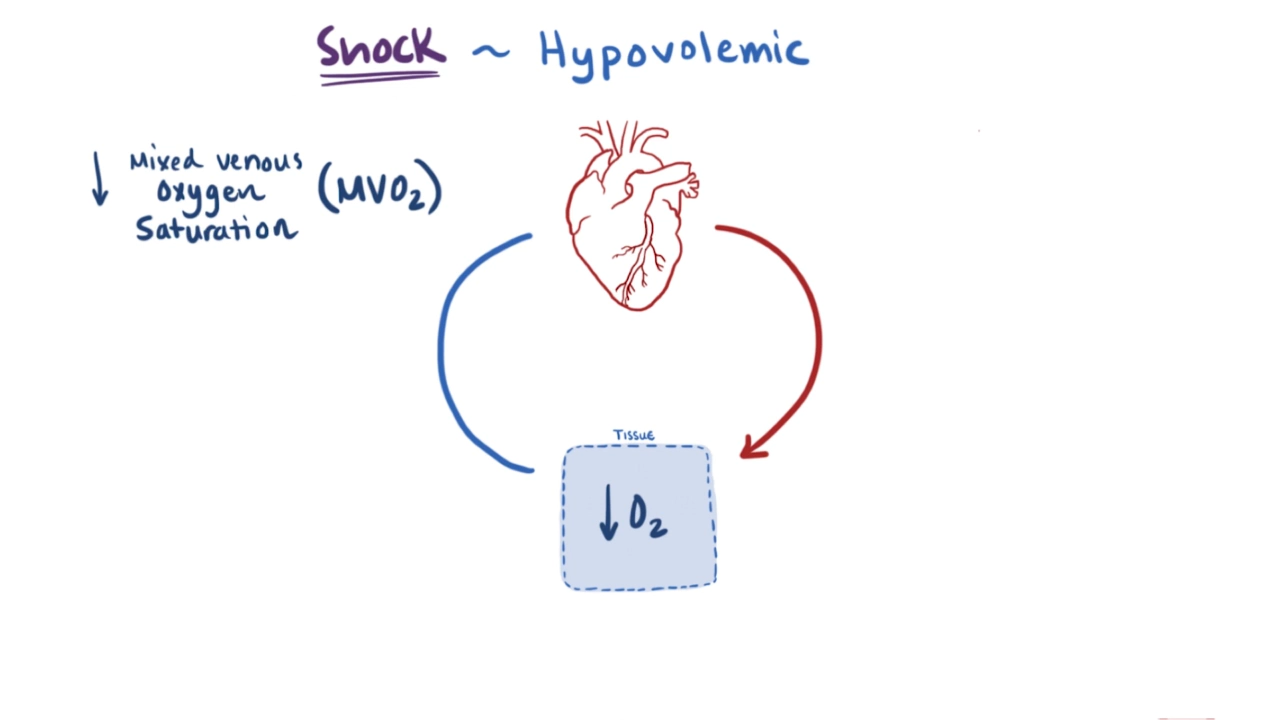 Shock ~ Hypovolemic
↓ Mixed venous
oxygen
Saturation
(MVO₂)
Tissue
↓ O₂